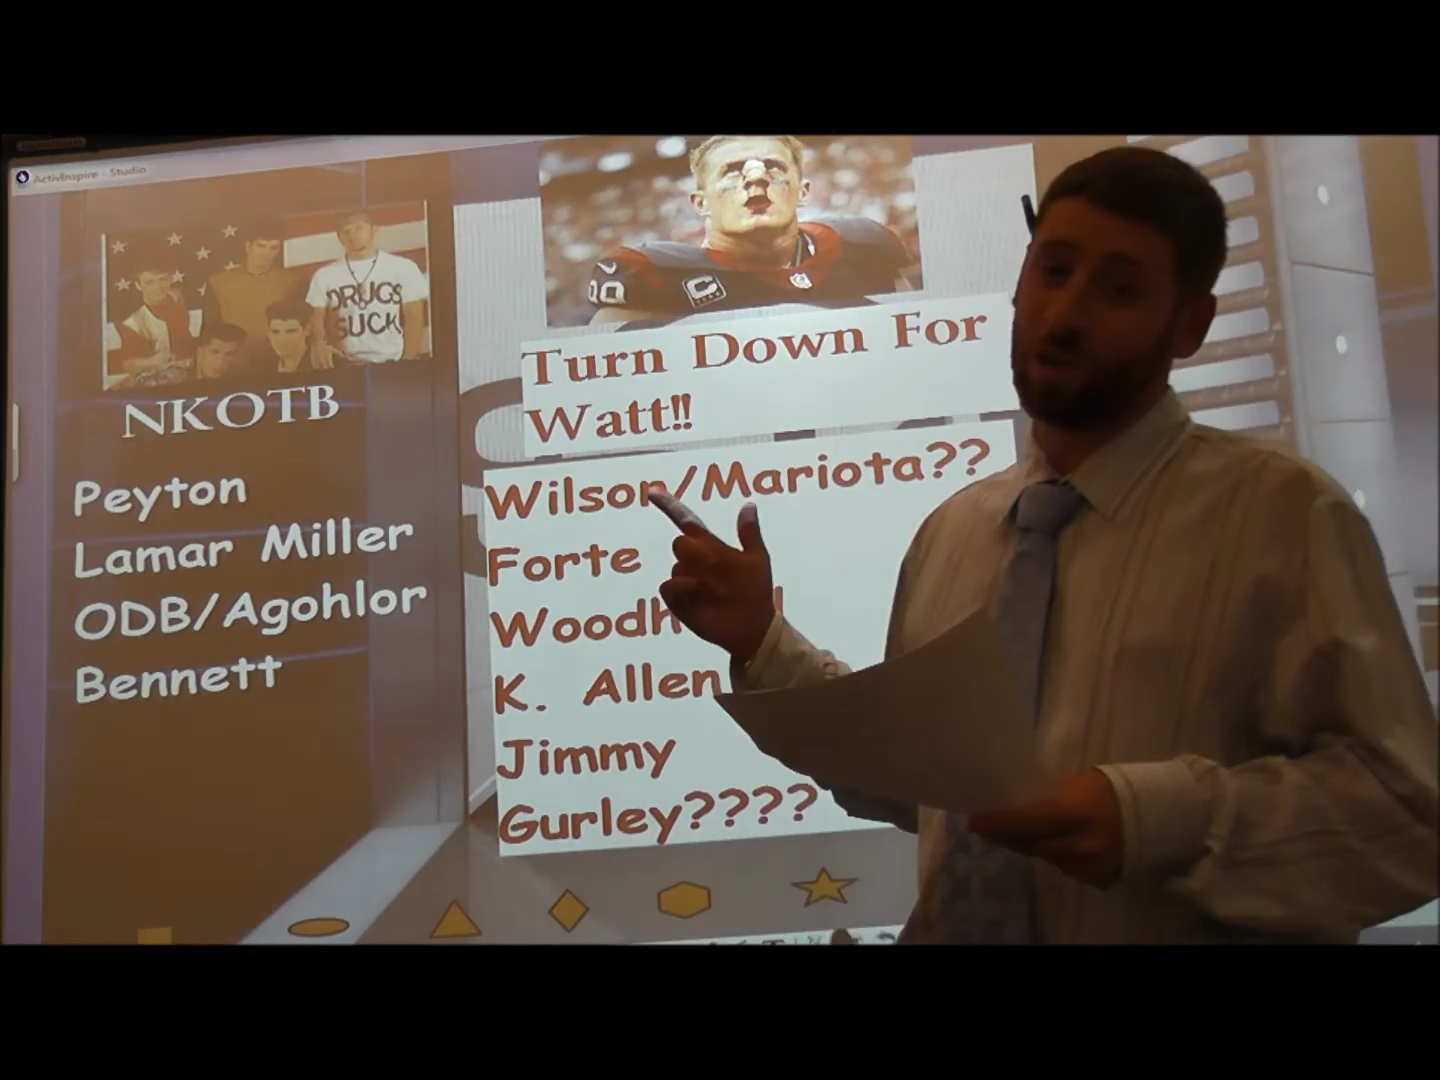 ActivInspire - Studio
DRUGS
SUCK
NKOTB
Peyton
Lamar Miller
ODB/Agohlor
Bennett
C
Turn Down For
Watt!!
Wilson/Mariota??
Forte
K. Allen
Jimmy
Gurley????